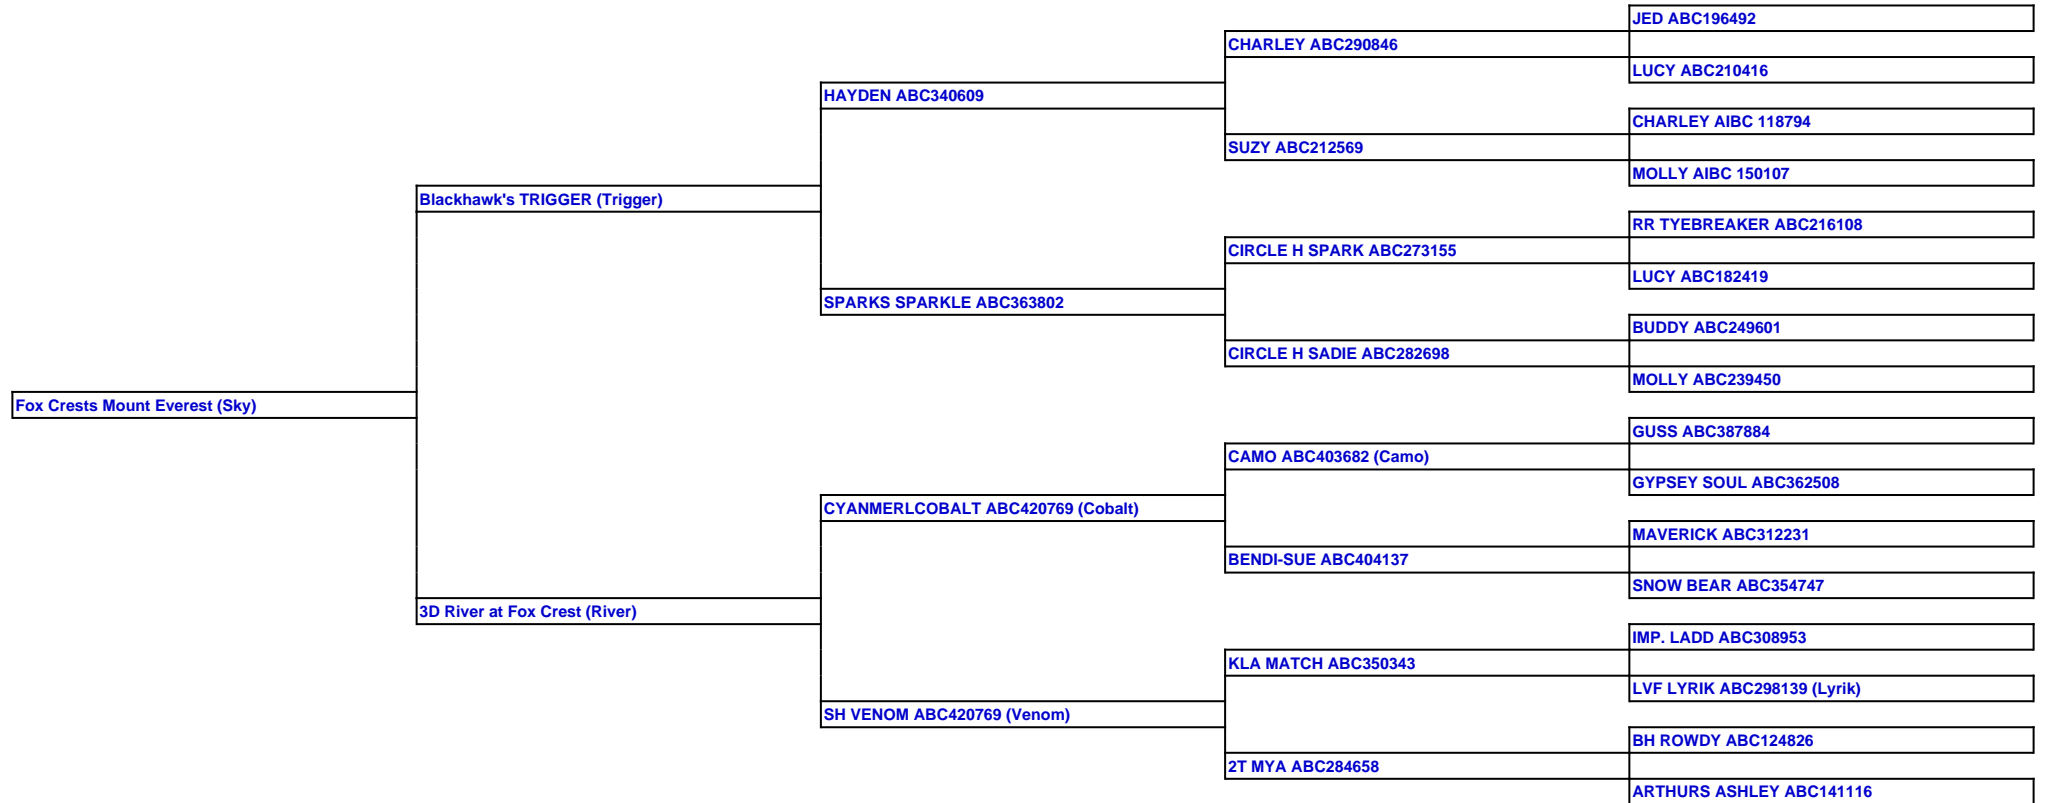 JED ABC196492
CHARLEY ABC290846
LUCY ABC210416
HAYDEN ABC340609
CHARLEY AIBC 118794
SUZY ABC212569
MOLLY AIBC 150107
Blackhawk's TRIGGER (Trigger)
RR TYEBREAKER ABC216108
CIRCLE H SPARK ABC273155
LUCY ABC182419
SPARKS SPARKLE ABC363802
BUDDY ABC249601
CIRCLE H SADIE ABC282698
MOLLY ABC239450
Fox Crests Mount Everest (Sky)
GUSS ABC387884
CAMO ABC403682 (Camo)
GYPSEY SOUL ABC362508
CYANMERLCOBALT ABC420769 (Cobalt)
MAVERICK ABC312231
BENDI-SUE ABC404137
SNOW BEAR ABC354747
3D River at Fox Crest (River)
IMP. LADD ABC308953
KLA MATCH ABC350343
LVF LYRIK ABC298139 (Lyrik)
SH VENOM ABC420769 (Venom)
BH ROWDY ABC124826
2T MYA ABC284658
ARTHURS ASHLEY ABC141116